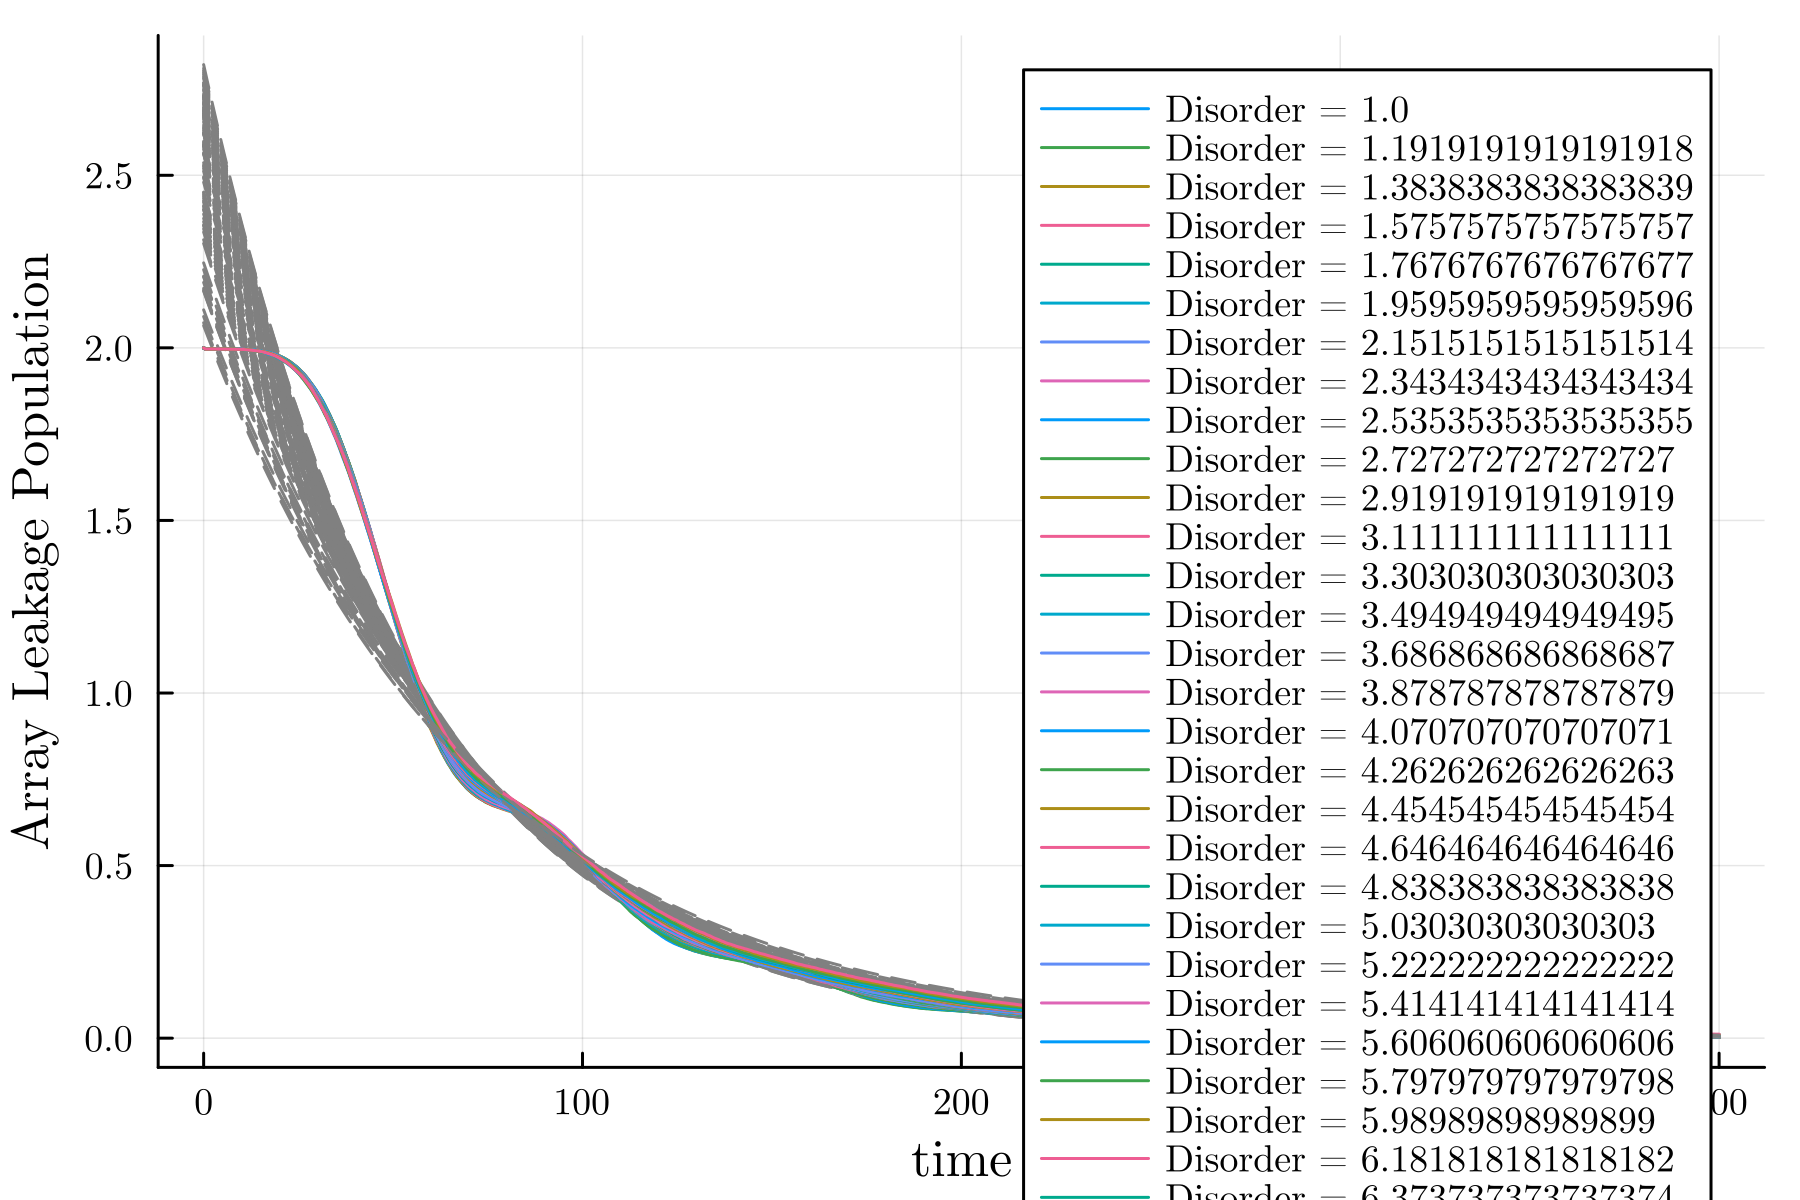 Array Leakage Population
2.5
2.0
1.5
1.0
0.5
0.0
0
100
200
00
time
Disorder = 1.0
Disorder = 1.1919191919191918
Disorder = 1.3838383838383839
Disorder = 1.5757575757575757
Disorder = 1.7676767676767677
Disorder = 1.9595959595959596
Disorder = 2.1515151515151514
Disorder = 2.3434343434343434
Disorder = 2.5353535353535355
Disorder = 2.727272727272727
Disorder = 2.919191919191919
Disorder = 3.111111111111111
Disorder = 3.303030303030303
Disorder = 3.494949494949495
Disorder = 3.686868686868687
Disorder = 3.878787878787879
Disorder = 4.070707070707071
Disorder = 4.262626262626263
Disorder = 4.454545454545454
Disorder = 4.646464646464646
Disorder = 4.838383838383838
Disorder = 5.03030303030303
Disorder = 5.222222222222222
Disorder = 5.414141414141414
Disorder = 5.606060606060606
Disorder = 5.797979797979798
Disorder = 5.98989898989899
Disorder = 6.181818181818182
Disorder = 6.373737373737374